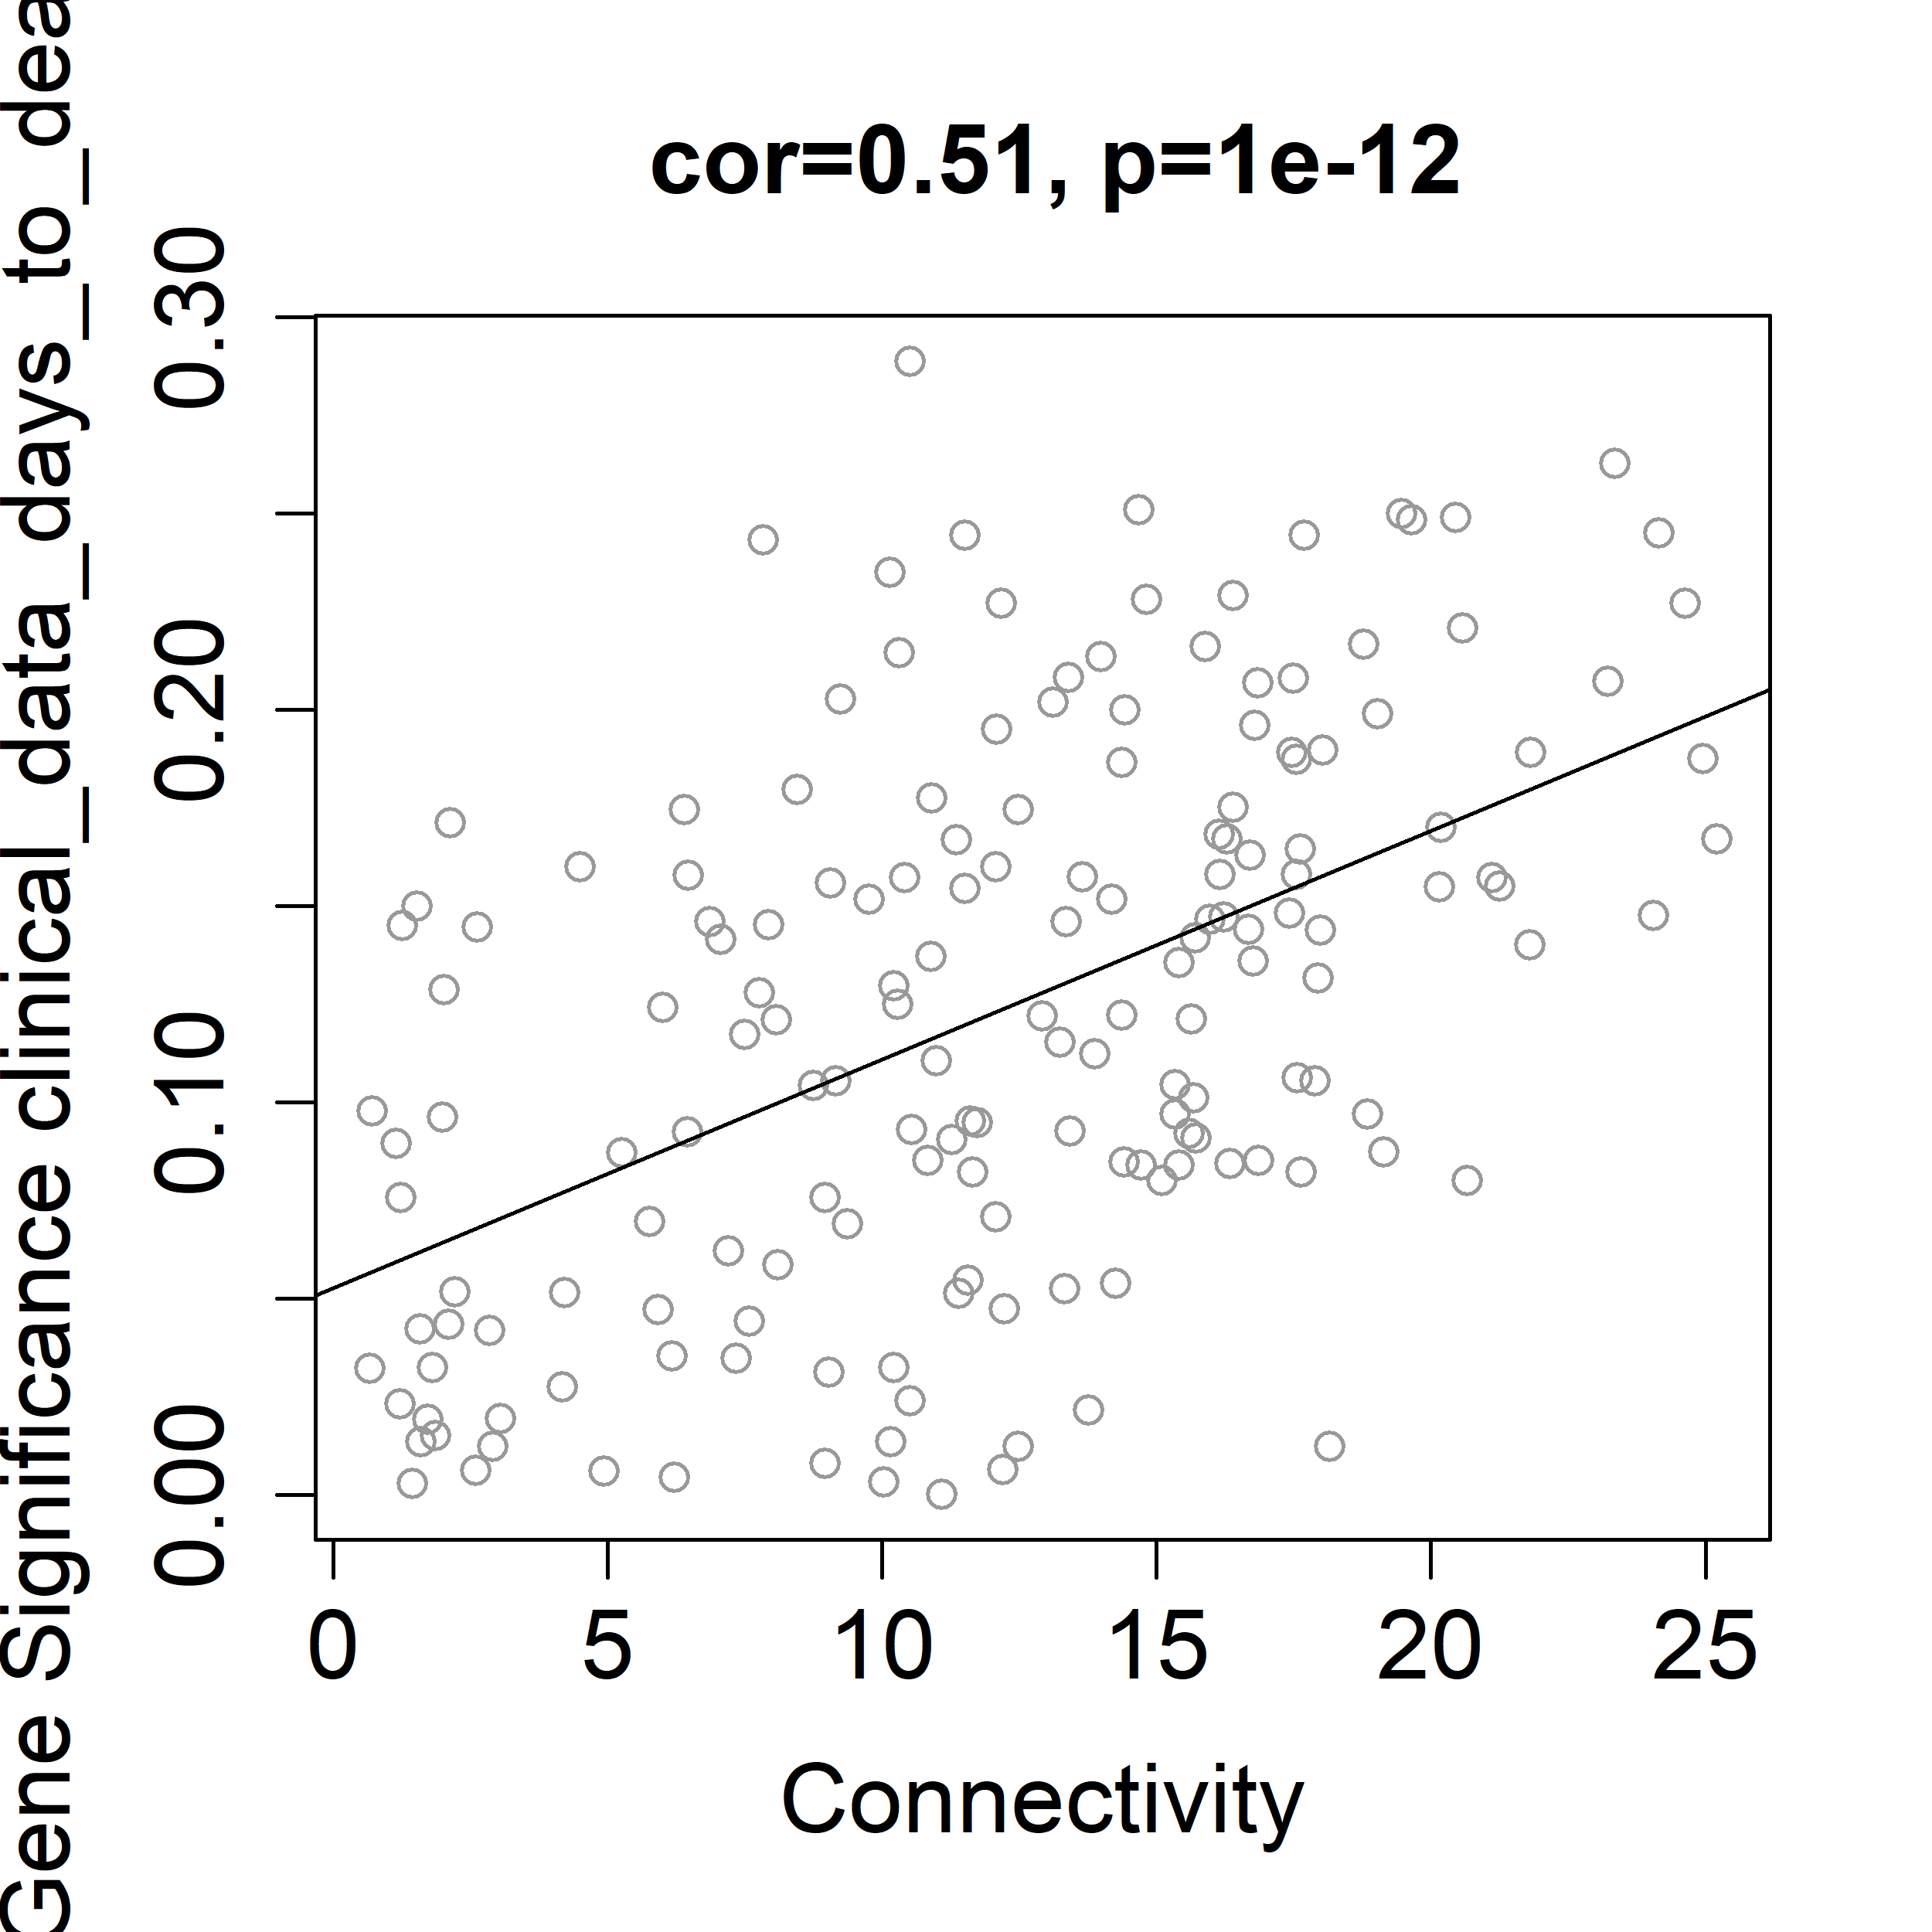 cor=0.51, p=1e-12
Gene Significance clinical_data_days_to_dea
0.30
0.20
0.10
0.00
0 5 10 15 20 25
Connectivity